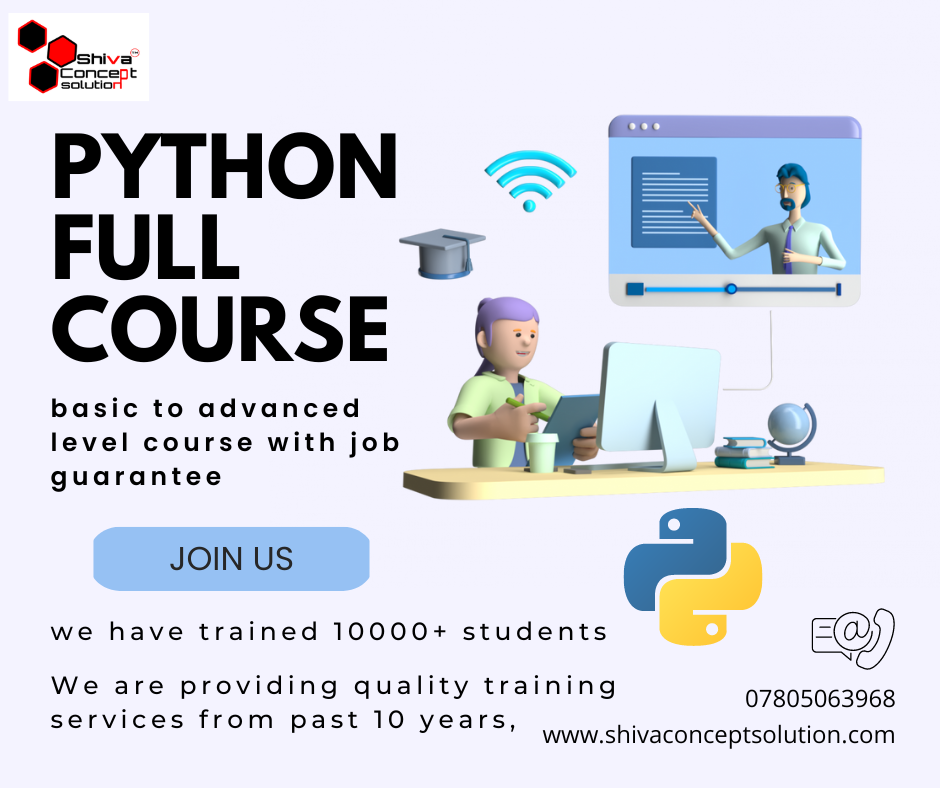 Shiva™
Concept
solution
PYTHON
FULL
COURSE
basic to advanced
level course with job
guarantee
JOIN US
we have trained 10000+ students
We are providing quality training
services from past 10 years,
07805063968
www.shivaconceptsolution.com